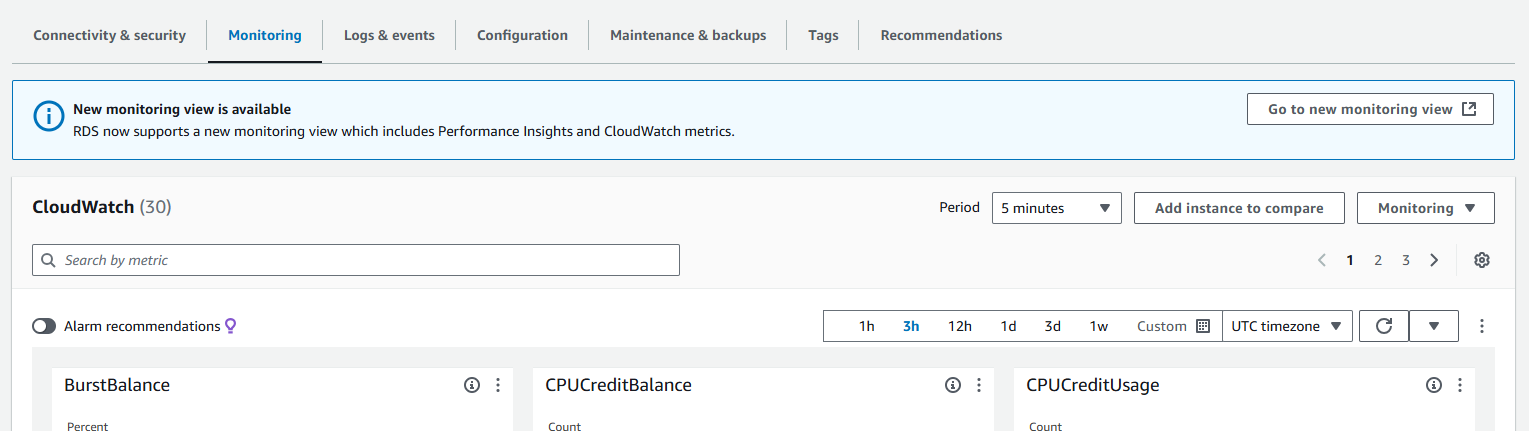 Connectivity & security Monitoring Logs & events Configuration Maintenance & backups Tags Recommendations
New monitoring view is available
RDS now supports a new monitoring view which includes Performance Insights and CloudWatch metrics.
Go to new monitoring view
CloudWatch (30)
Period 5 minutes Add instance to compare Monitoring
Search by metric
1 2 3
Alarm recommendations
1h 3h 12h 1d 3d 1w Custom UTC timezone
BurstBalance CPUCreditBalance CPUCreditUsage
Percent Count Count